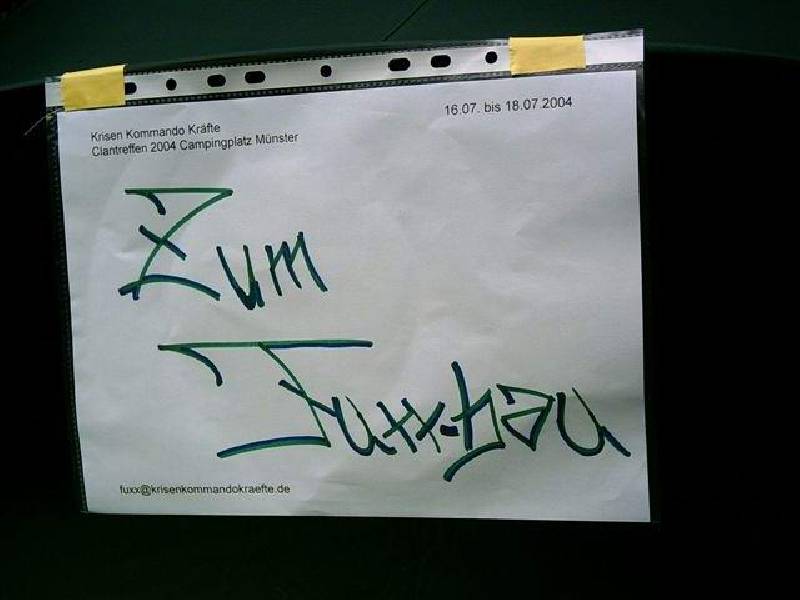 Krisen Kommando Kräfte
Clantreffen 2004 Campingplatz Münster
16.07. bis 18.07.2004
Zum
Fuxx-bau
fuxx@krisenkommandokraefte.de